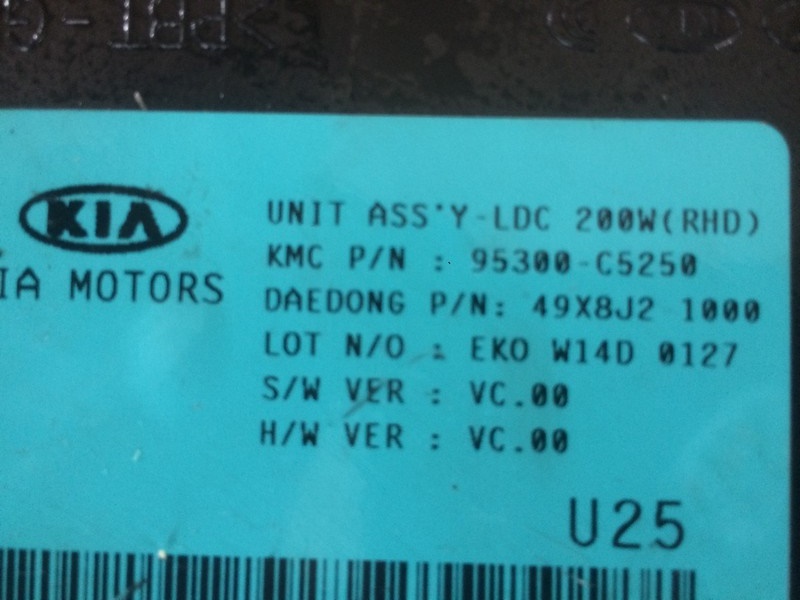 KIA
IA MOTORS
UNIT ASS'Y-LDC 200W(RHD)
KMC P/N : 95300-C5250
DAEDONG P/N: 49X8J2 1000
LOT N/O : EKO W14D 0127
S/W VER : VC.00
H/W VER : VC.00
U25